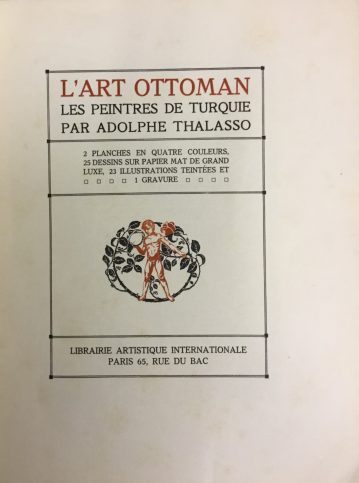 L'ART OTTOMAN
LES PEINTRES DE TURQUIE
PAR ADOLPHE THALASSO
2 PLANCHES EN QUATRE COULEURS,
25 DESSINS SUR PAPIER MAT DE GRAND
LUXE, 23 ILLUSTRATIONS TEINTÉES ET
1 GRAVURE
LIBRAIRIE ARTISTIQUE INTERNATIONALE
PARIS 65, RUE DU BAC